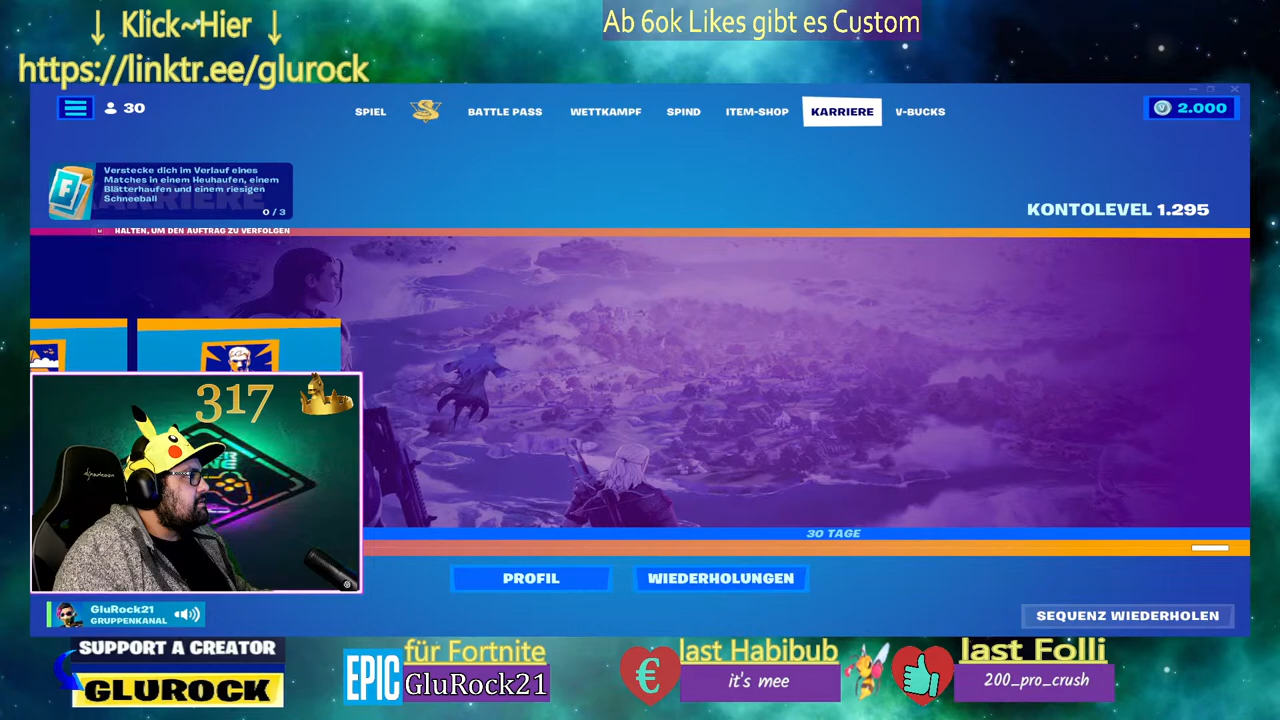 ↓ Klick~Hier ↓
https://linktr.ee/glurock
Ab 60k Likes gibt es Custom
30
SPIEL
BATTLE PASS
WETTKAMPF
SPIND
ITEM-SHOP
KARRIERE
V-BUCKS
2.000
Verstecke dich im Verlauf eines
Matches in einem Heuhaufen, einem
Blätterhaufen und einem riesigen
Schneeball
0 / 3
HALTEN, UM DEN AUFTRAG ZU VERFOLGEN
KONTOLEVEL 1.295
317
30 TAGE
PROFIL
WIEDERHOLUNGEN
GluRock21
GRUPPENKANAL
SEQUENZ WIEDERHOLEN
SUPPORT A CREATOR
GLUROCK
für Fortnite
EPIC
GluRock21
last Habibub
it's mee
last Folli
200_pro_crush